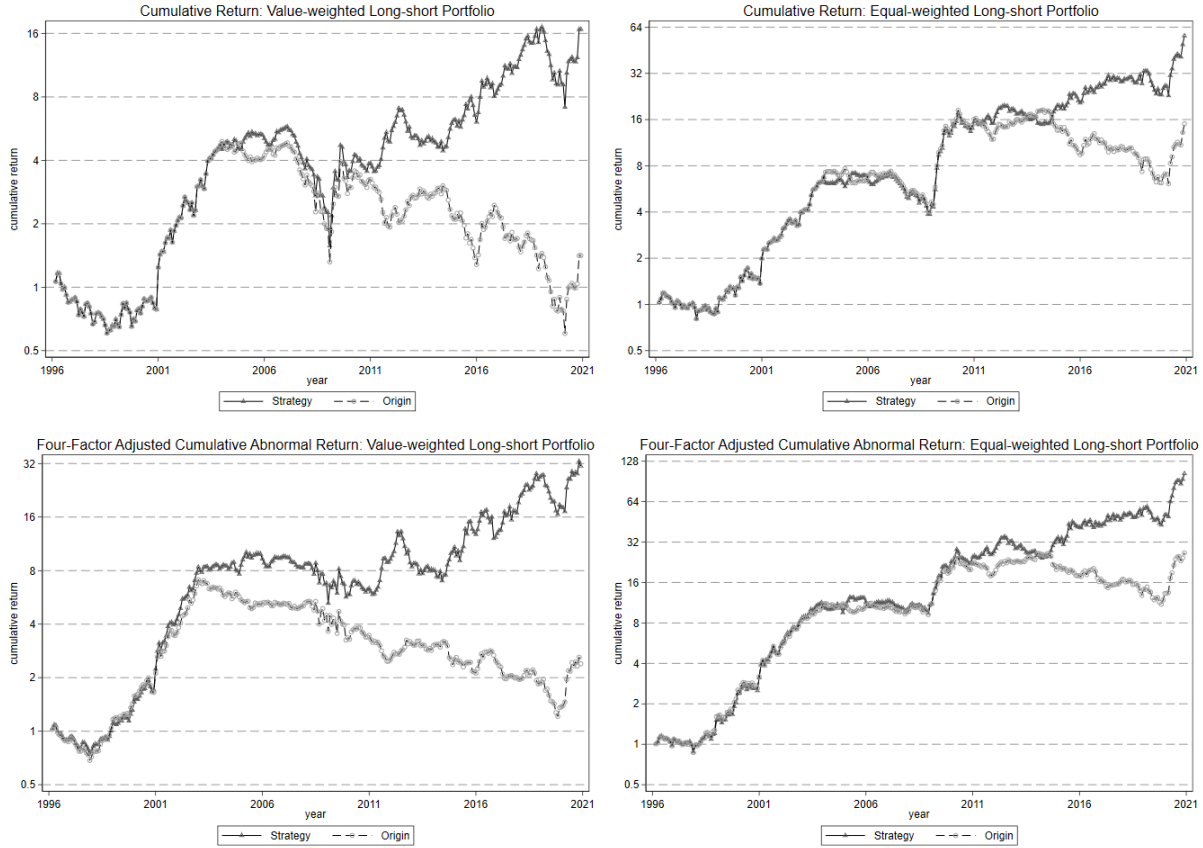 Cumulative Return: Value-weighted Long-short Portfolio
16
8
4
2
1
0.5
cumulative return
1996
2001
2006
2011
2016
2021
year
Strategy
Origin
Cumulative Return: Equal-weighted Long-short Portfolio
64
32
16
8
4
2
1
0.5
cumulative return
1996
2001
2006
2011
2016
2021
year
Strategy
Origin
Four-Factor Adjusted Cumulative Abnormal Return: Value-weighted Long-short Portfolio
32
16
8
4
2
1
0.5
cumulative return
1996
2001
2006
2011
2016
2021
year
Strategy
Origin
Four-Factor Adjusted Cumulative Abnormal Return: Equal-weighted Long-short Portfolio
128
64
32
16
8
4
2
1
0.5
cumulative return
1996
2001
2006
2011
2016
2021
year
Strategy
Origin